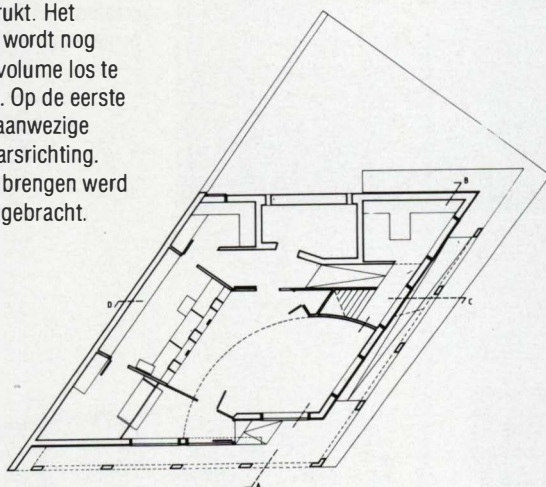 rukt. Het
wordt nog
volume los te
. Op de eerste
aanwezige
arsrichting.
brengen werd
gebracht.
B
D
C
A